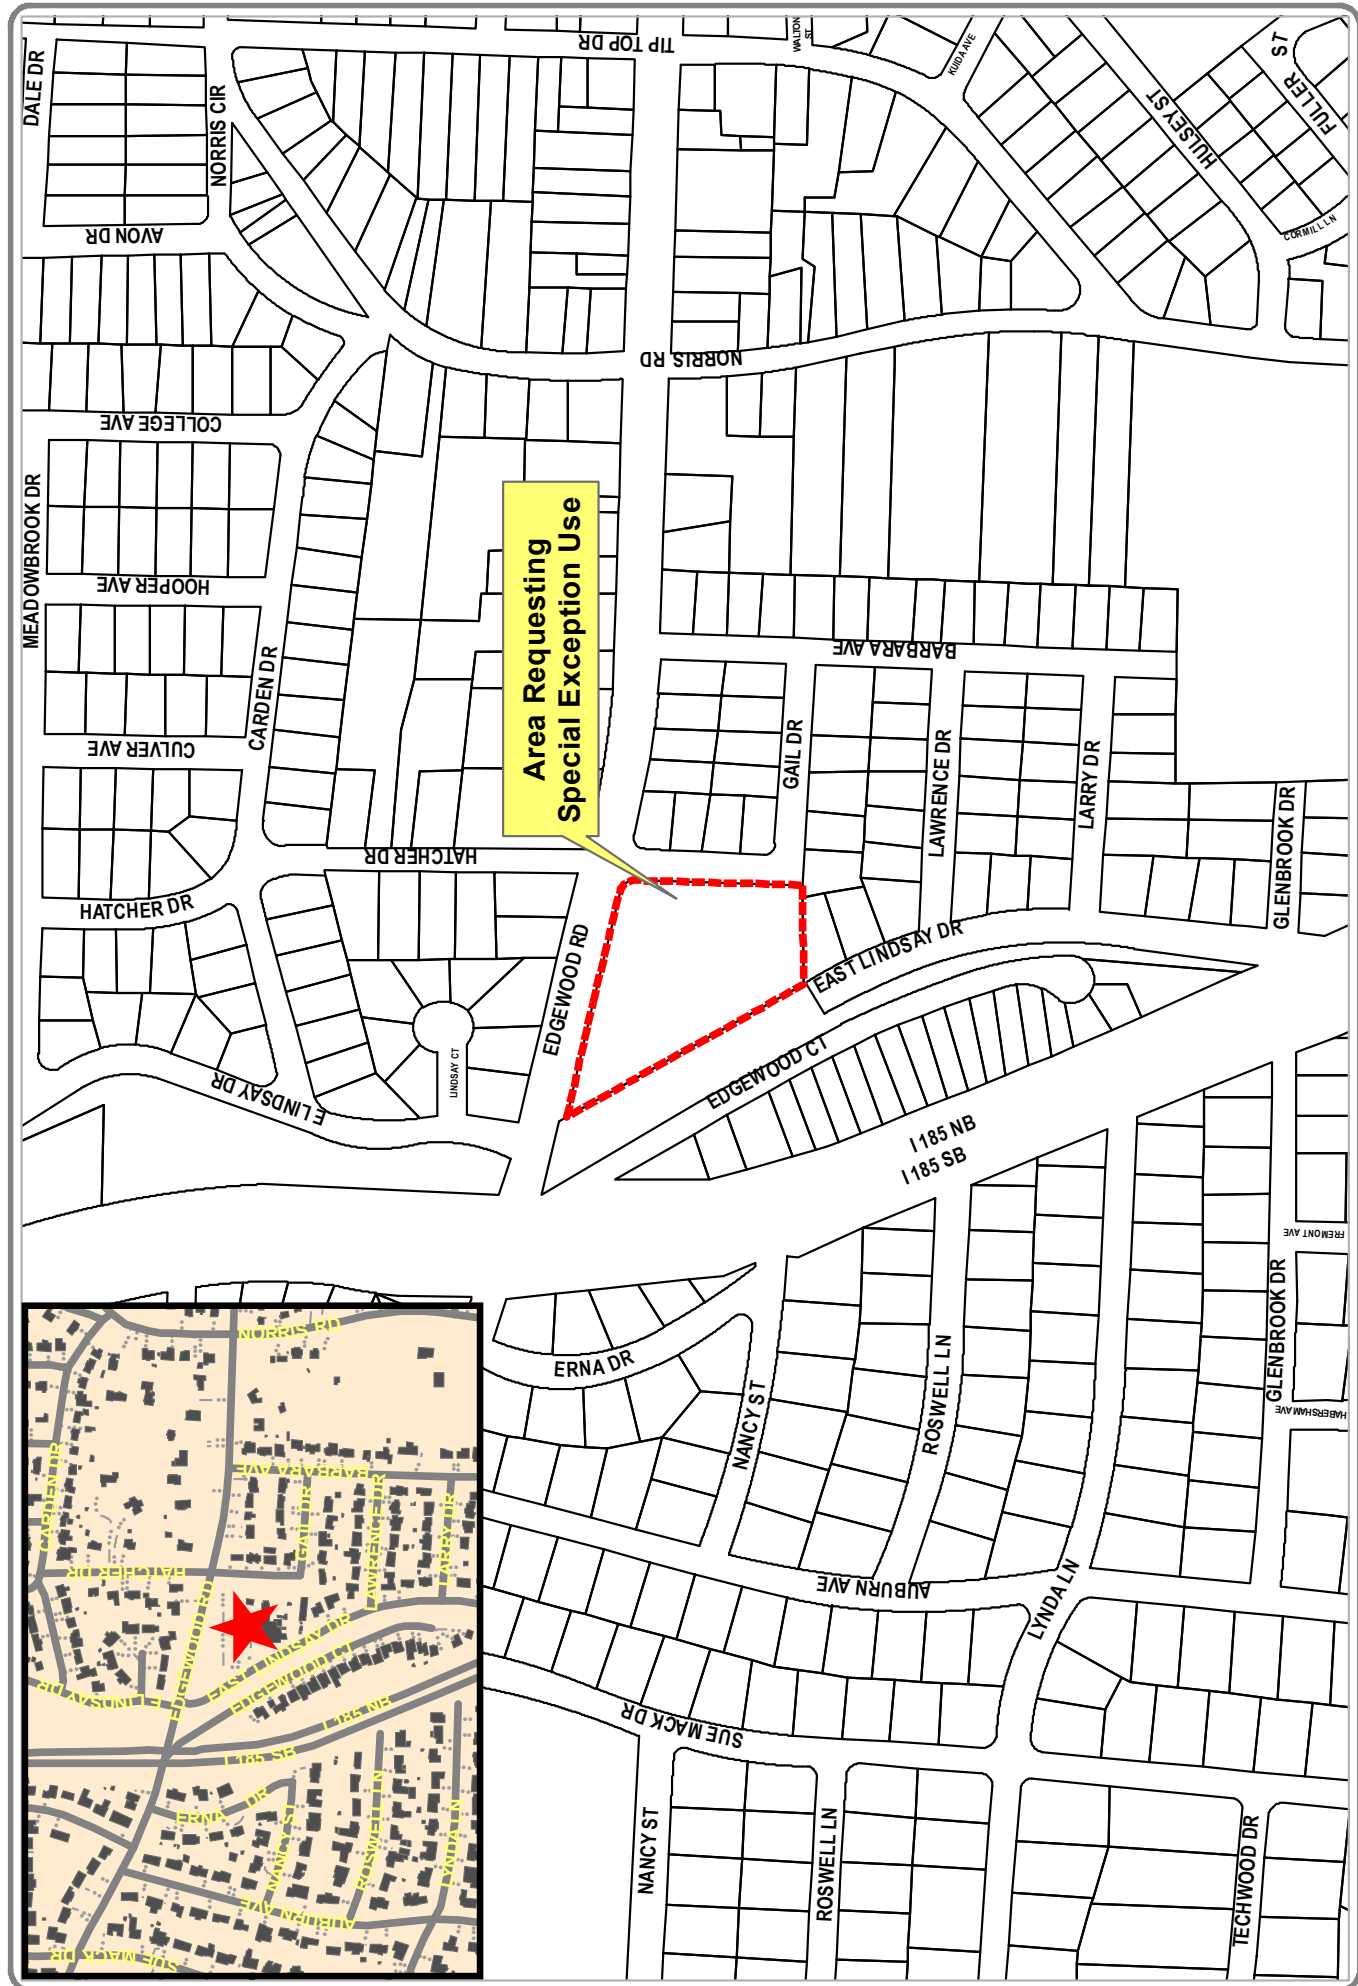 TIP TOP DR
WALTON
ST
KUIDA AVE
HULSEY ST
FULLER ST
CORMILL LN
DALE DR
NORRIS CIR
AVON DR
NORRIS RD
COLLEGE AVE
MEADOWBROOK DR
HOOPER AVE
CARDEN DR
CULVER AVE
Area Requesting
Special Exception Use
BARBARA AVE
GAIL DR
LAWRENCE DR
LARRY DR
GLENBROOK DR
HATCHER DR
HATCHER DR
EDGEWOOD RD
EAST LINDSAY DR
EDGEWOOD CT
LINDSAY CT
E LINDSAY DR
I 185 NB
I 185 SB
FREMONT AVE
GLENBROOK DR
HABERSHAM AVE
ERNA DR
NANCY ST
ROSWELL LN
AUBURN AVE
LYNDA LN
SUE MACK DR
NANCY ST
ROSWELL LN
TECHWOOD DR
NORRIS RD
CARDEN DR
BARBARA AVE
GAIL DR
LAWRENCE DR
LARRY DR
HATCHER DR
EDGEWOOD RD
EAST LINDSAY DR
EDGEWOOD CT
E LINDSAY DR
I 185 NB
I 185 SB
ERNA DR
NANCY ST
ROSWELL LN
LYNDA LN
AUBURN AVE
SUE MACK DR